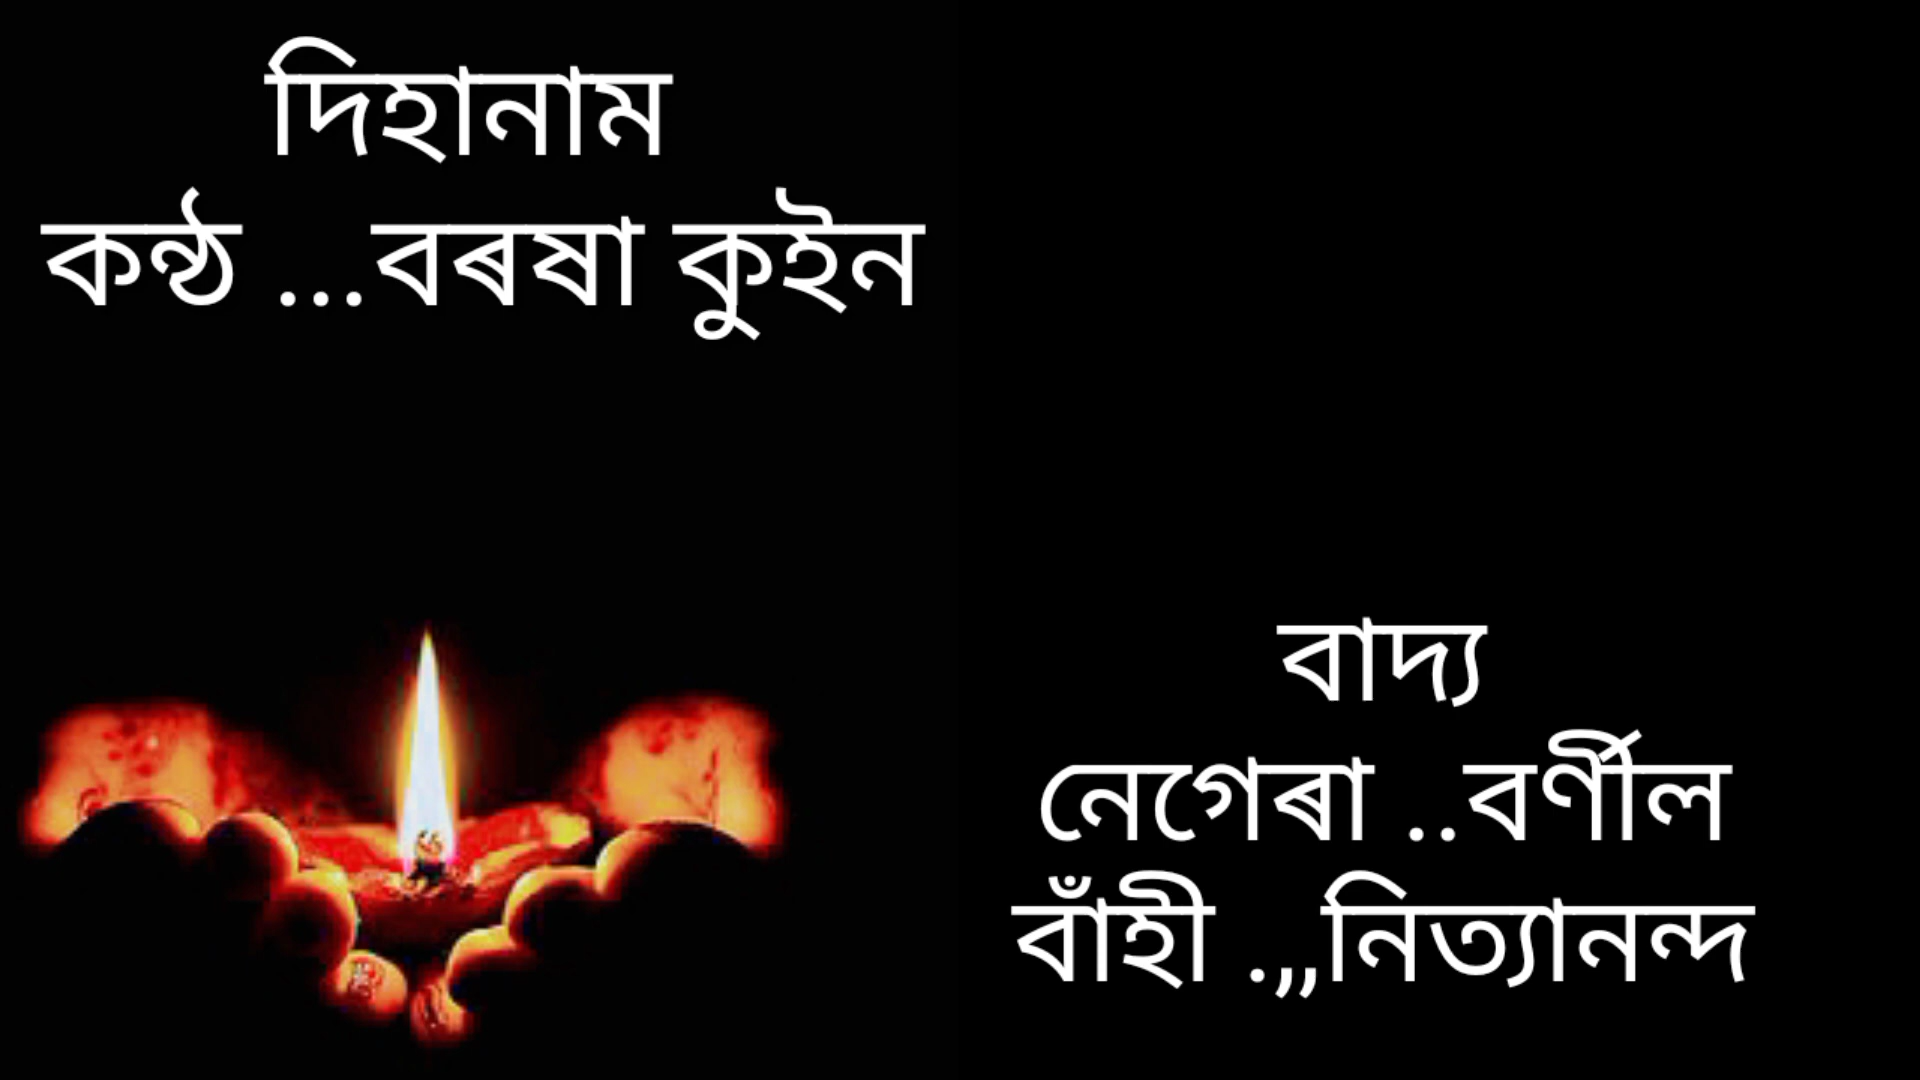 দিহানাম
কন্ঠ ...বৰষা কুইন
বাদ্য
নেগেৰা ..বৰ্ণীল
বাঁহী .,,নিত্যানন্দ